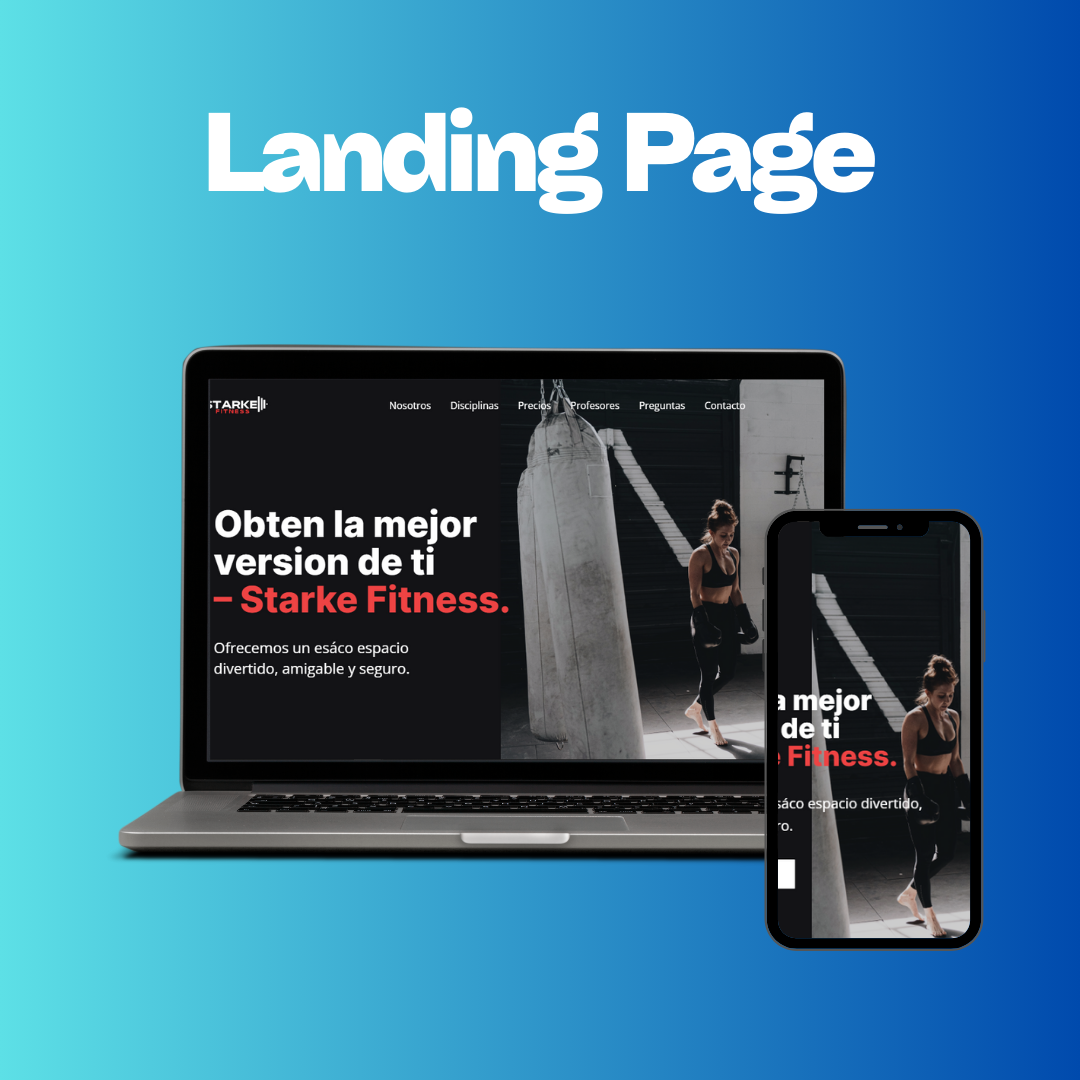 Landing Page
STARKE
FITNESS
Nosotros Disciplinas Precios Profesores Preguntas Contacto
Obten la mejor
version de ti
– Starke Fitness.
Ofrecemos un esáco espacio
divertido, amigable y seguro.
a mejor
de ti
e Fitness.
sáco espacio divertido,
ro.